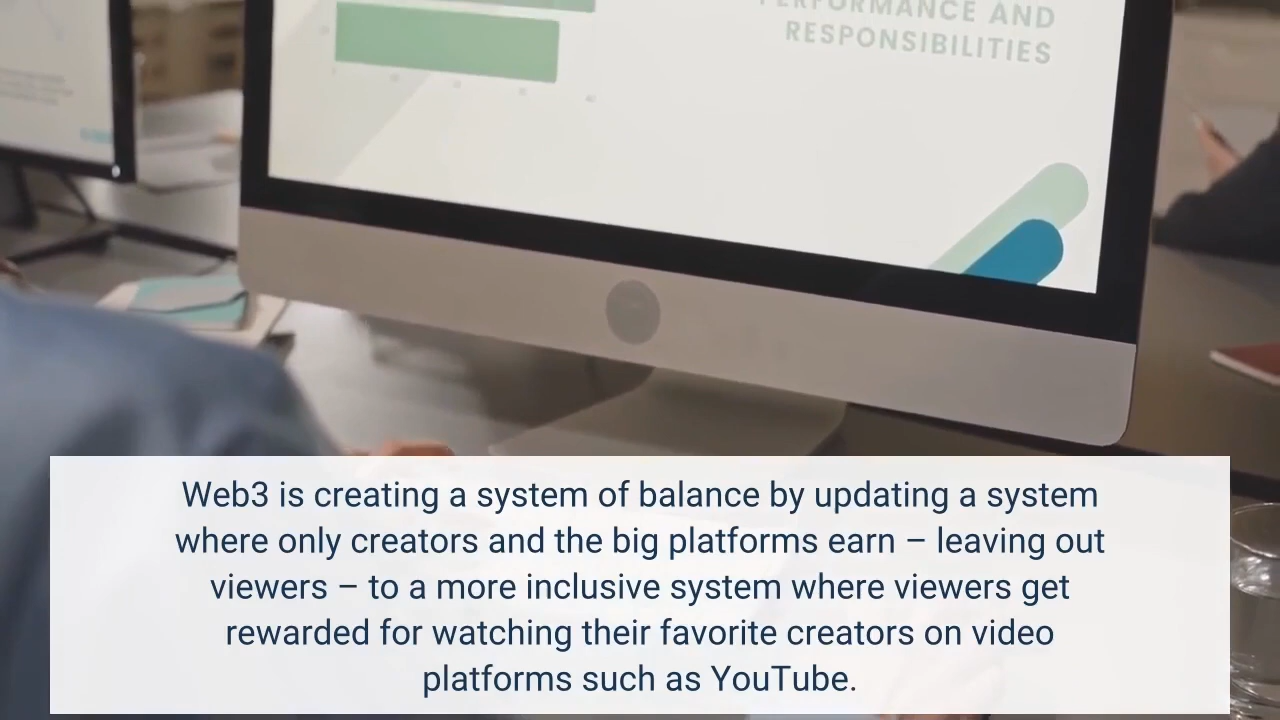 PERFORMANCE AND
RESPONSIBILITIES
Web3 is creating a system of balance by updating a system
where only creators and the big platforms earn – leaving out
viewers – to a more inclusive system where viewers get
rewarded for watching their favorite creators on video
platforms such as YouTube.